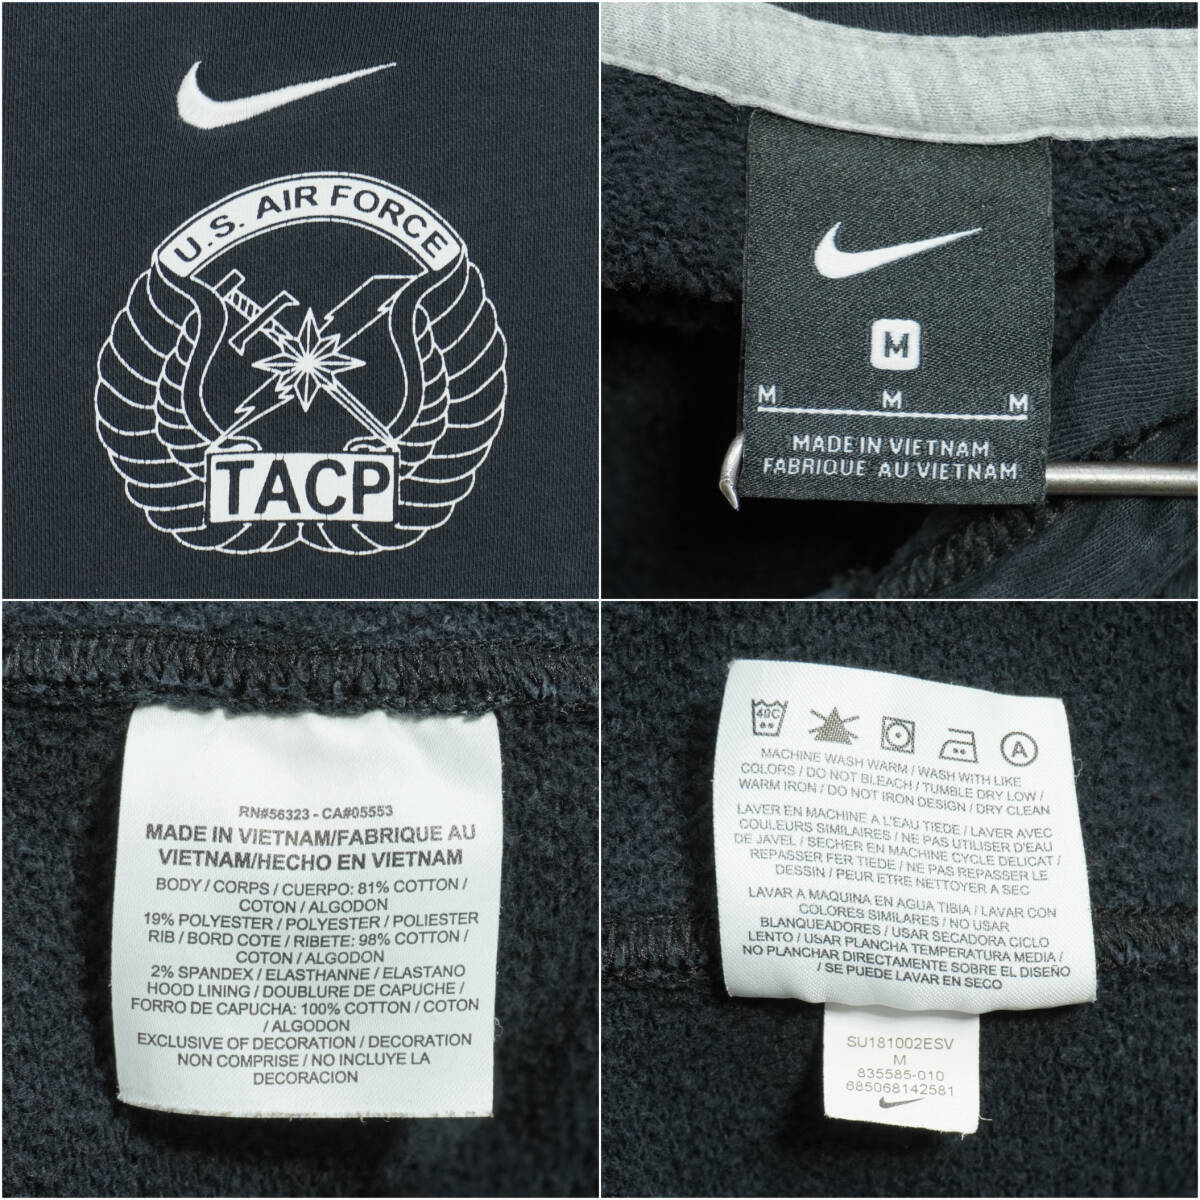 U.S. AIR FORCE
TACP
M
M M M
MADE IN VIETNAM
FABRIQUE AU VIETNAM
RN#56323 - CA#05553
MADE IN VIETNAM/FABRIQUE AU
VIETNAM/HECHO EN VIETNAM
BODY / CORPS / CUERPO: 81% COTTON /
COTON / ALGODON
19% POLYESTER / POLYESTER / POLIESTER
RIB / BORD COTE / RIBETE: 98% COTTON /
COTON / ALGODON
2% SPANDEX / ELASTHANNE / ELASTANO
HOOD LINING / DOUBLURE DE CAPUCHE /
FORRO DE CAPUCHA: 100% COTTON / COTON
/ ALGODON
EXCLUSIVE OF DECORATION / DECORATION
NON COMPRISE / NO INCLUYE LA
DECORACION
40C A
MACHINE WASH WARM / WASH WITH LIKE
COLORS / DO NOT BLEACH / TUMBLE DRY LOW /
WARM IRON / DO NOT IRON DESIGN / DRY CLEAN
LAVER EN MACHINE A L'EAU TIEDE / LAVER AVEC
COULEURS SIMILAIRES / NE PAS UTILISER D'EAU
DE JAVEL / SECHER EN MACHINE CYCLE DELICAT /
REPASSER FER TIEDE / NE PAS REPASSER LE
DESSIN / PEUR ETRE NETTOYER A SEC
LAVAR A MAQUINA EN AGUA TIBIA / LAVAR CON
COLORES SIMILARES / NO USAR
BLANQUEADORES / USAR SECADORA CICLO
LENTO / USAR PLANCHA TEMPERATURA MEDIA /
NO PLANCHAR DIRECTAMENTE SOBRE EL DISEÑO
/ SE PUEDE LAVAR EN SECO
SU181002ESV
M
835585-010
685068142581